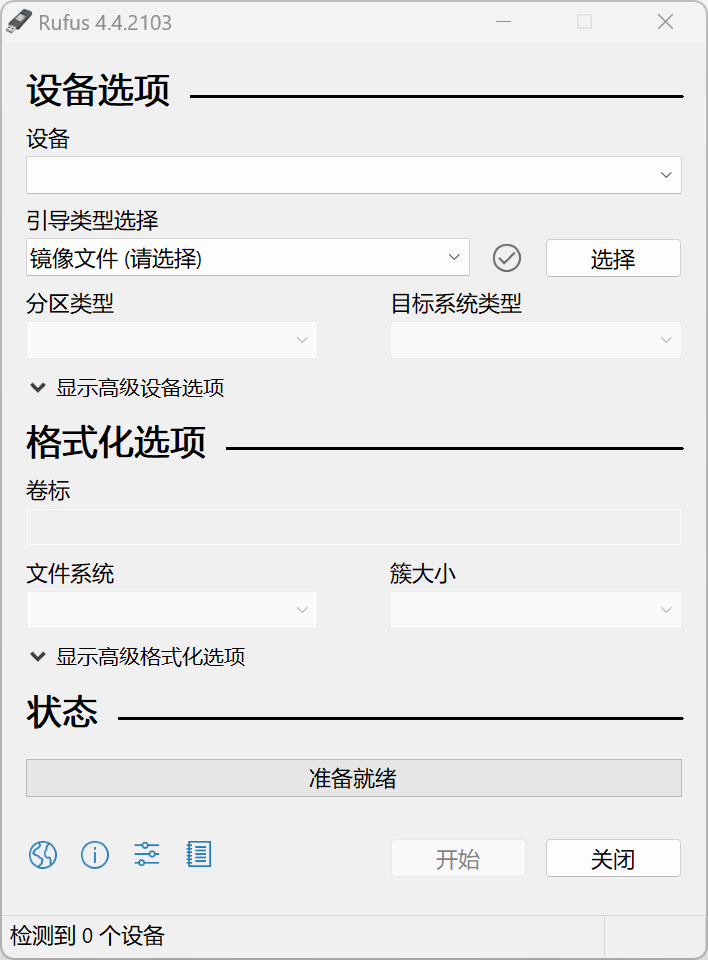 Rufus 4.4.2103
设备选项
设备
引导类型选择
镜像文件 (请选择)
选择
分区类型
目标系统类型
显示高级设备选项
格式化选项
卷标
文件系统
簇大小
显示高级格式化选项
状态
准备就绪
开始
关闭
检测到 0 个设备